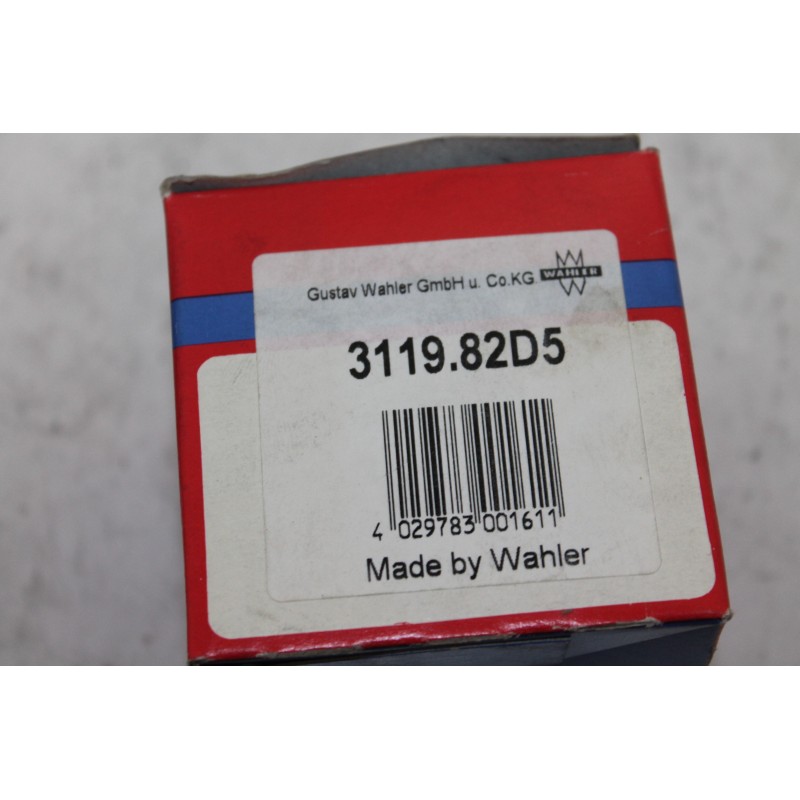 Gustav Wahler GmbH u. Co.KG
WAHLER
3119.82D5
4 029783 001611
Made by Wahler